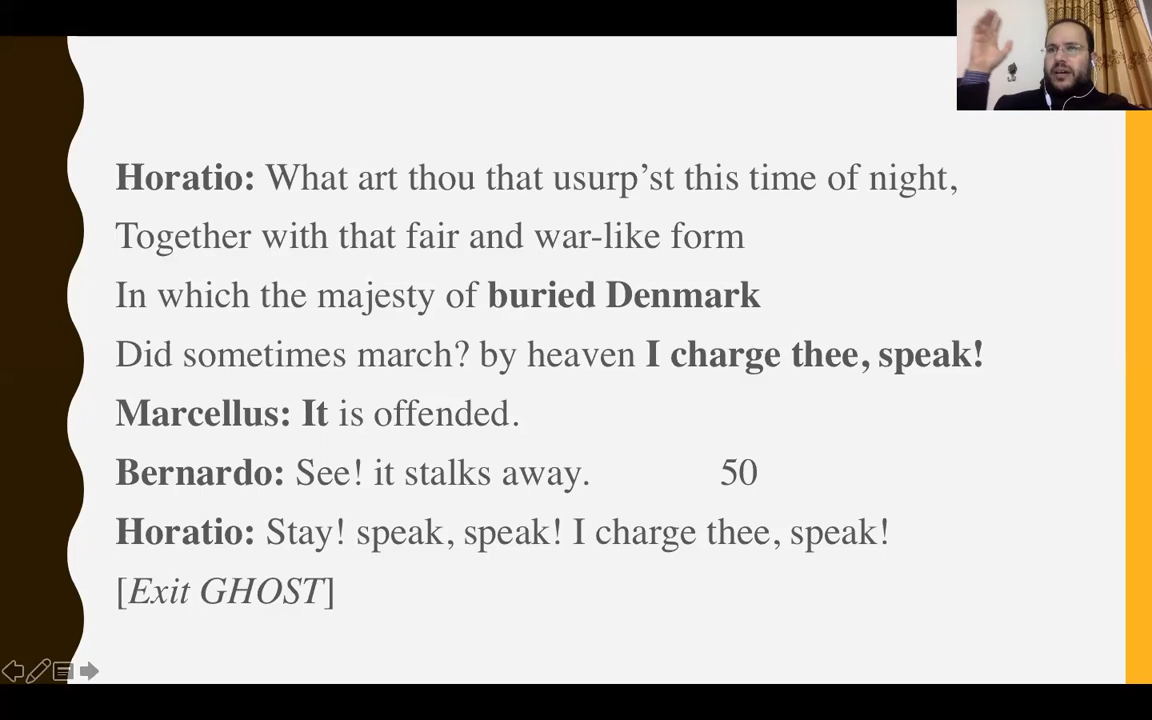 Horatio: What art thou that usurp’st this time of night,
Together with that fair and war-like form
In which the majesty of buried Denmark
Did sometimes march? by heaven I charge thee, speak!
Marcellus: It is offended.
Bernardo: See! it stalks away. 50
Horatio: Stay! speak, speak! I charge thee, speak!
[Exit GHOST]